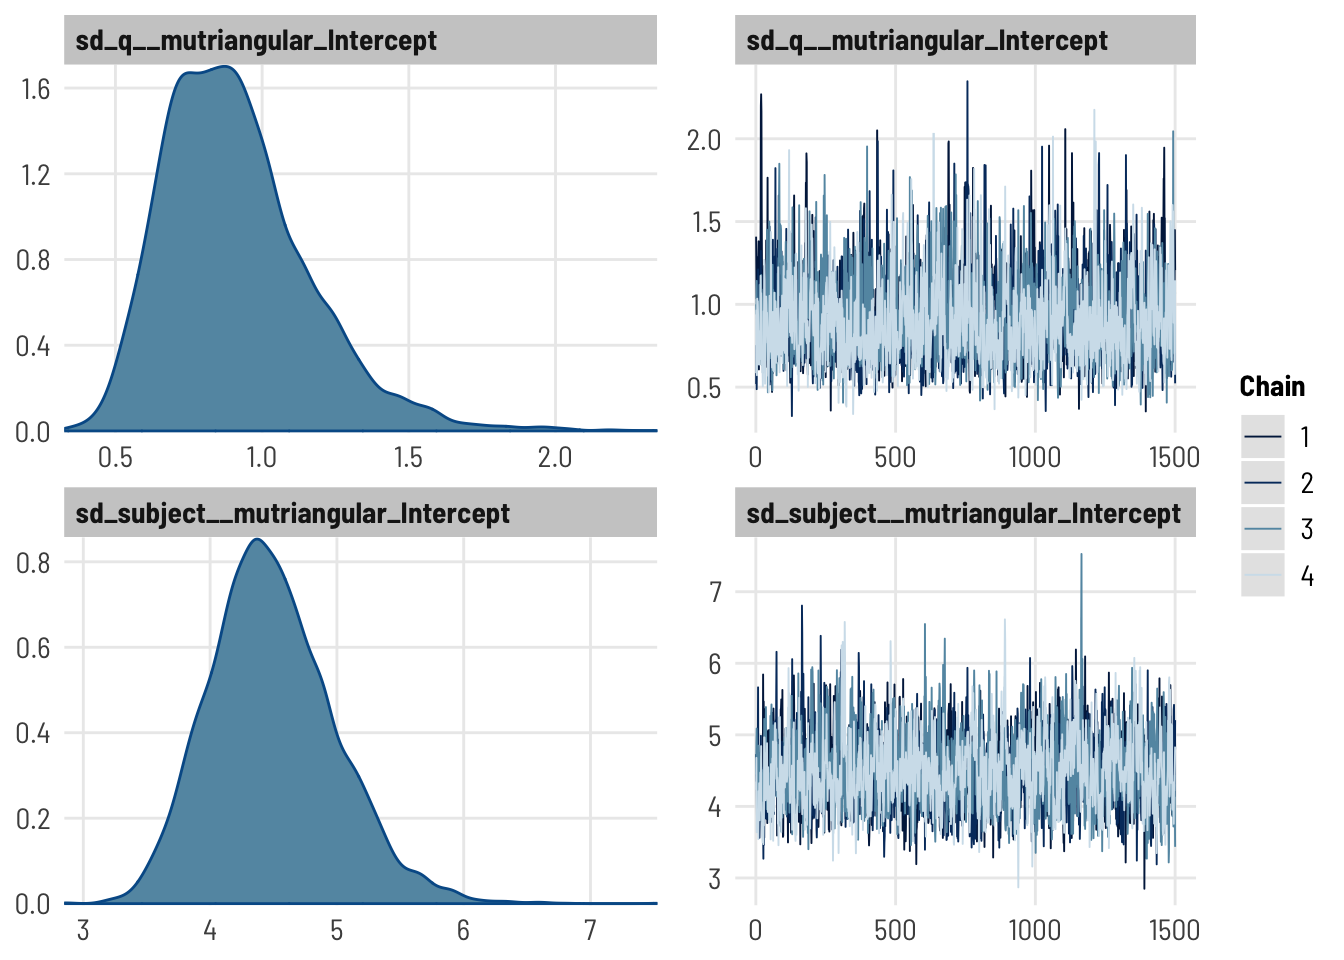 sd_q__mutriangular_Intercept
1.6
1.2
0.8
0.4
0.0
0.5 1.0 1.5 2.0
sd_q__mutriangular_Intercept
2.0
1.5
1.0
0.5
0 500 1000 1500
sd_subject__mutriangular_Intercept
0.8
0.6
0.4
0.2
0.0
3 4 5 6 7
sd_subject__mutriangular_Intercept
7
6
5
4
3
0 500 1000 1500
Chain
1
2
3
4